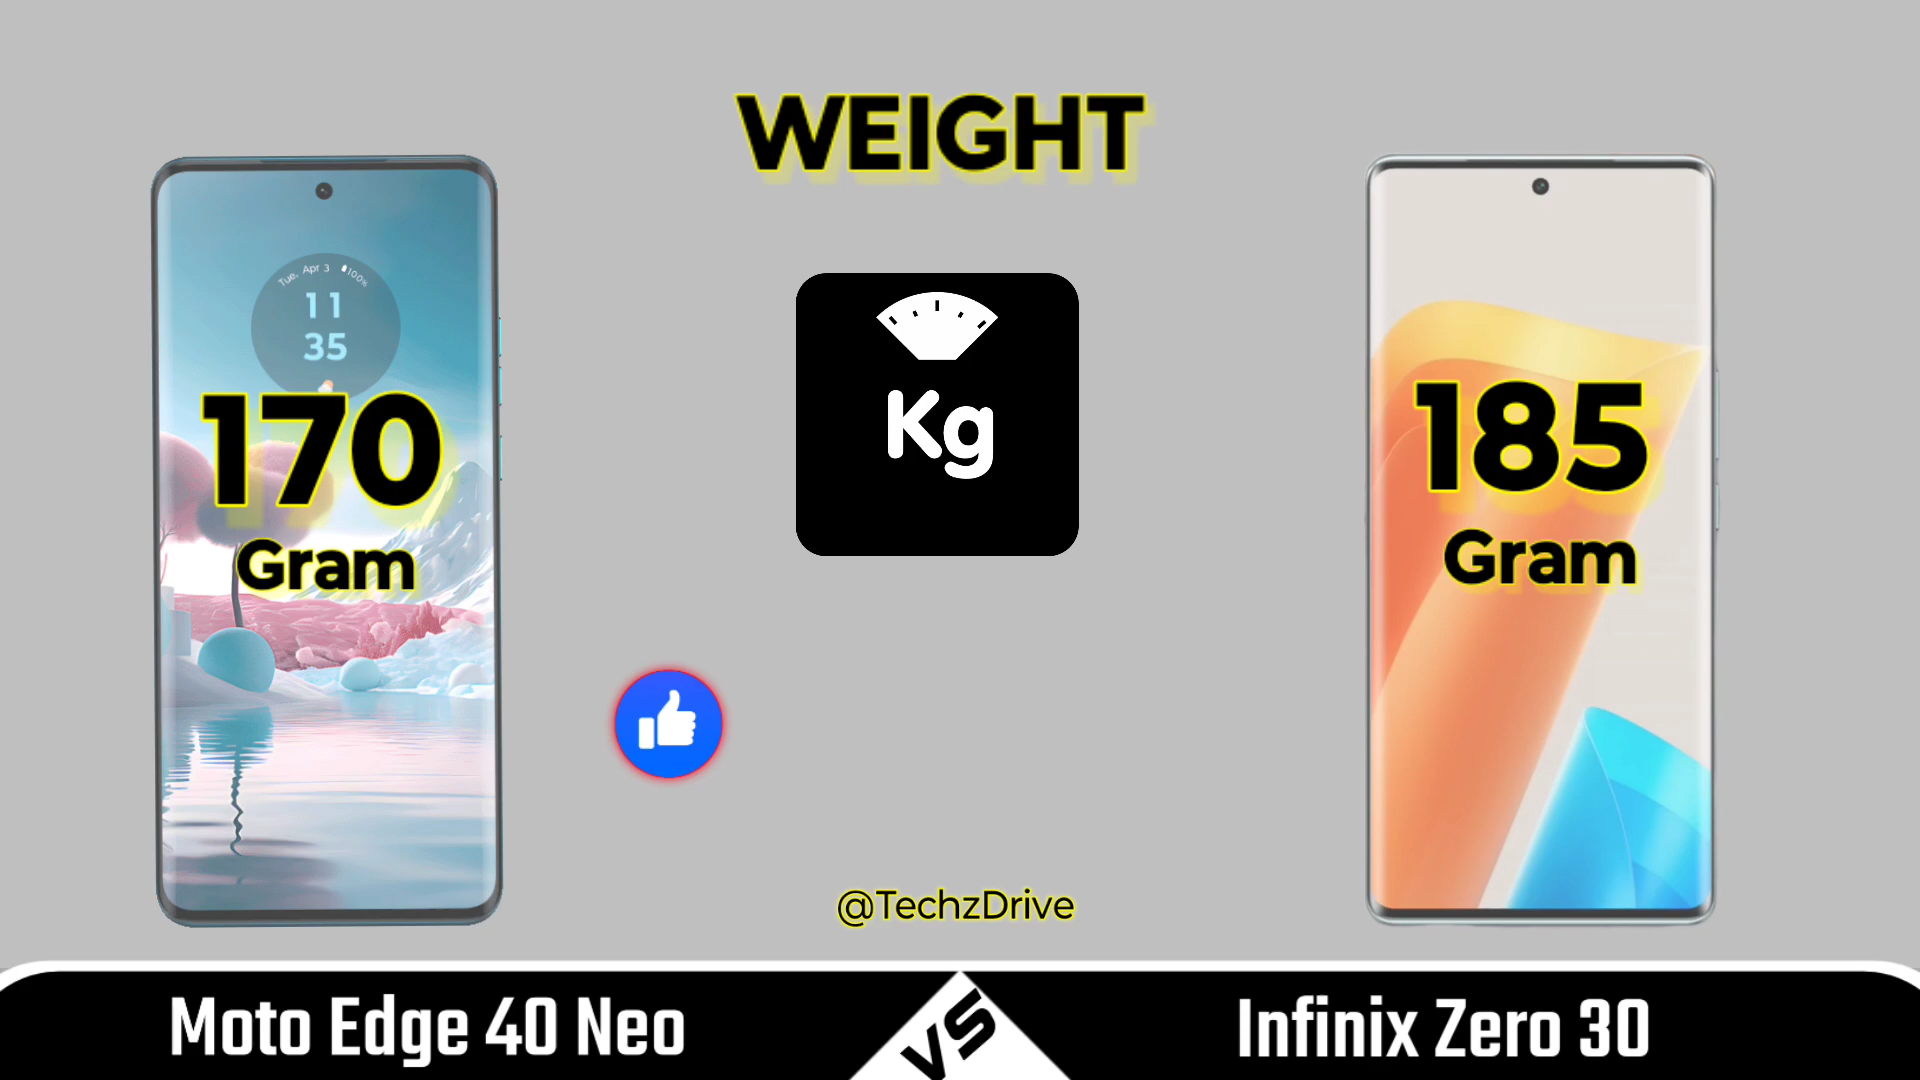 WEIGHT
Tue, Apr 3 100%
11
35
170
Gram
Kg
185
Gram
@TechzDrive
Moto Edge 40 Neo
VS
Infinix Zero 30